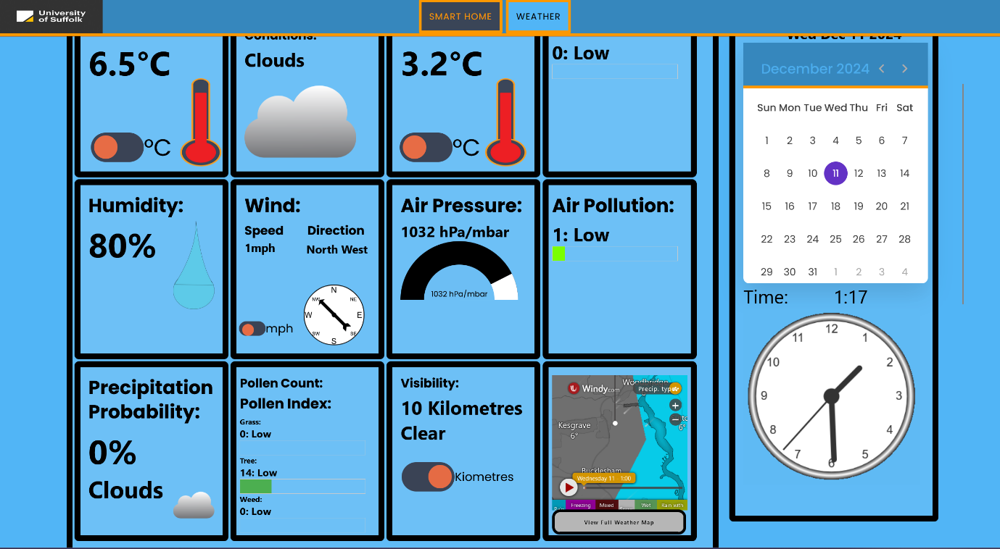 University
of Suffolk
SMART HOME
WEATHER
Conditions:
Wed Dec 11 2024
6.5°C
Clouds
3.2°C
0: Low
°C
°C
December 2024
Sun Mon Tue Wed Thu Fri Sat
1 2 3 4 5 6 7
8 9 10 11 12 13 14
15 16 17 18 19 20 21
22 23 24 25 26 27 28
29 30 31 1 2 3 4
Humidity:
80%
Wind:
Speed Direction
1mph North West
mph
N
NW NE
W E
SW SE
S
Air Pressure:
1032 hPa/mbar
1032 hPa/mbar
Air Pollution:
1: Low
Time: 1:17
12
11 1
10 2
9 3
8 4
7 5
6
Precipitation
Probability:
0%
Clouds
Pollen Count:
Pollen Index:
Grass:
0: Low
Tree:
14: Low
Weed:
0: Low
Visibility:
10 Kilometres
Clear
Kiometres
Woodbridge
Windy.com
Precip. type
+
−
Kesgrave
6°
6°
Bucklesham
Wednesday 11 - 1:00
Freezing Mixed Wet Rain with
View Full Weather Map